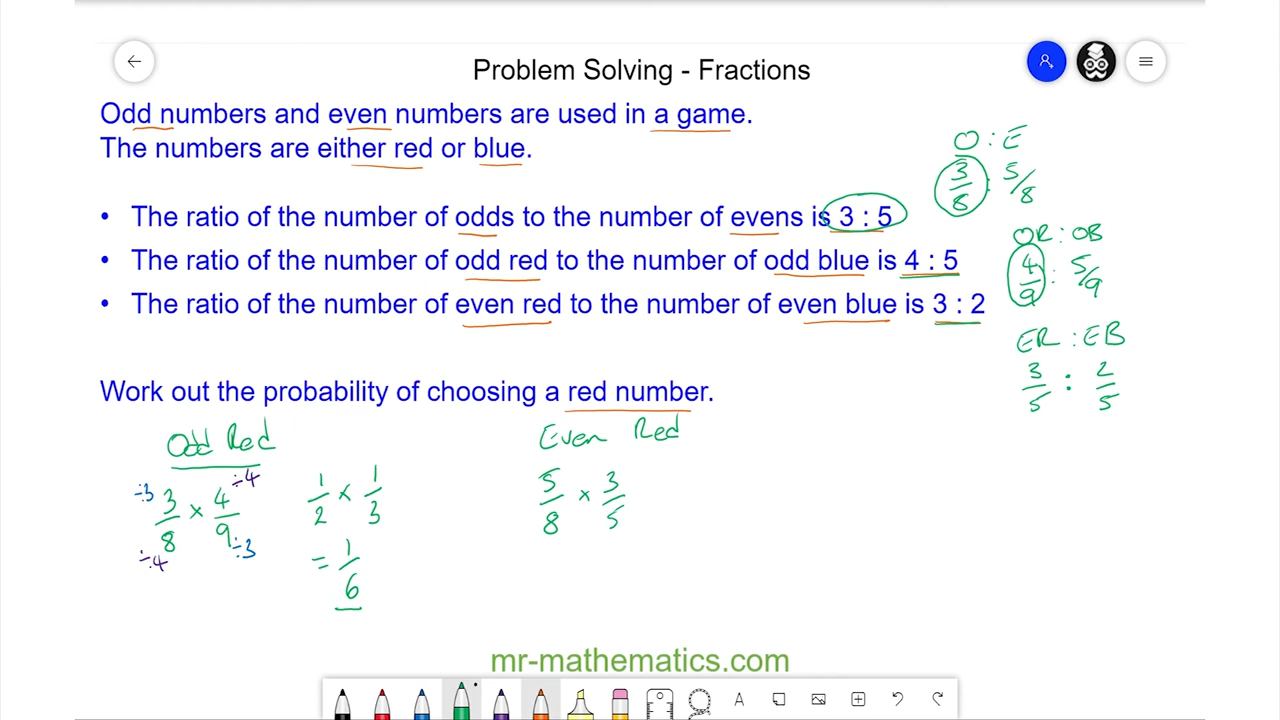 Problem Solving - Fractions
Odd numbers and even numbers are used in a game.
The numbers are either red or blue.
• The ratio of the number of odds to the number of evens is 3 : 5
• The ratio of the number of odd red to the number of odd blue is 4 : 5
• The ratio of the number of even red to the number of even blue is 3 : 2
O : E
3/8 : 5/8
OR : OB
4/9 : 5/9
ER : EB
3/5 : 2/5
Work out the probability of choosing a red number.
Odd Red
÷3 3/8 ÷4 × 4/9 ÷4 ÷3
1/2 × 1/3
= 1/6
Even Red
5/8 × 3/5
mr-mathematics.com
A